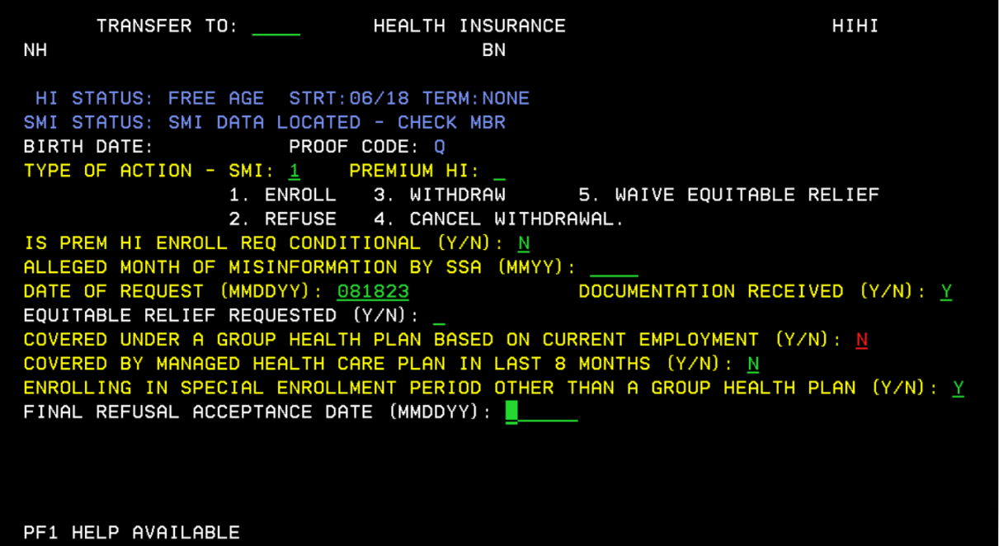 TRANSFER TO: ____ HEALTH INSURANCE HIHI
NH BN
HI STATUS: FREE AGE STRT:06/18 TERM:NONE
SMI STATUS: SMI DATA LOCATED - CHECK MBR
BIRTH DATE: PROOF CODE: Q
TYPE OF ACTION - SMI: 1 PREMIUM HI: _
1. ENROLL 3. WITHDRAW 5. WAIVE EQUITABLE RELIEF
2. REFUSE 4. CANCEL WITHDRAWAL.
IS PREM HI ENROLL REQ CONDITIONAL (Y/N): N
ALLEGED MONTH OF MISINFORMATION BY SSA (MMYY): ____
DATE OF REQUEST (MMDDYY): 081823 DOCUMENTATION RECEIVED (Y/N): Y
EQUITABLE RELIEF REQUESTED (Y/N): _
COVERED UNDER A GROUP HEALTH PLAN BASED ON CURRENT EMPLOYMENT (Y/N): N
COVERED BY MANAGED HEALTH CARE PLAN IN LAST 8 MONTHS (Y/N): N
ENROLLING IN SPECIAL ENROLLMENT PERIOD OTHER THAN A GROUP HEALTH PLAN (Y/N): Y
FINAL REFUSAL ACCEPTANCE DATE (MMDDYY): ______
PF1 HELP AVAILABLE